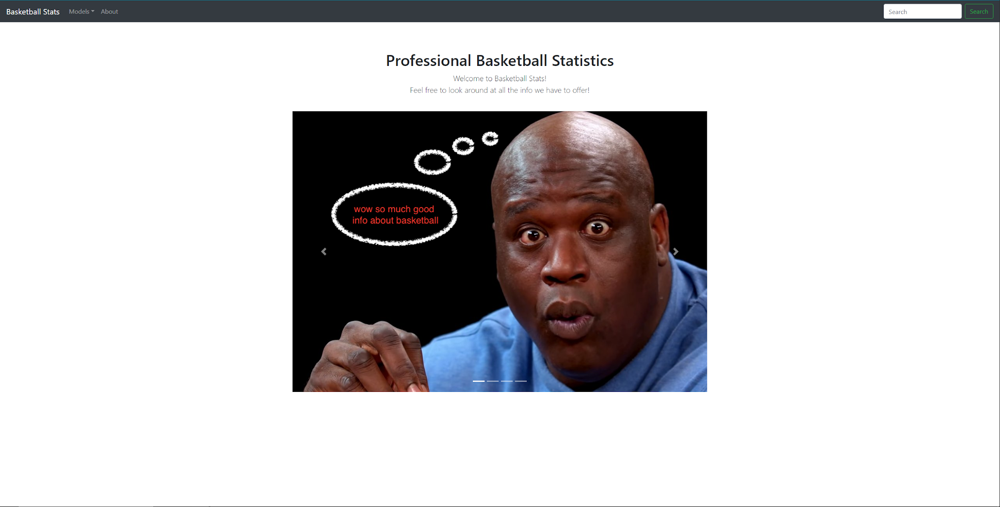 Basketball Stats Models About Search Search
Professional Basketball Statistics
Welcome to Basketball Stats!
Feel free to look around at all the info we have to offer!
wow so much good
info about basketball